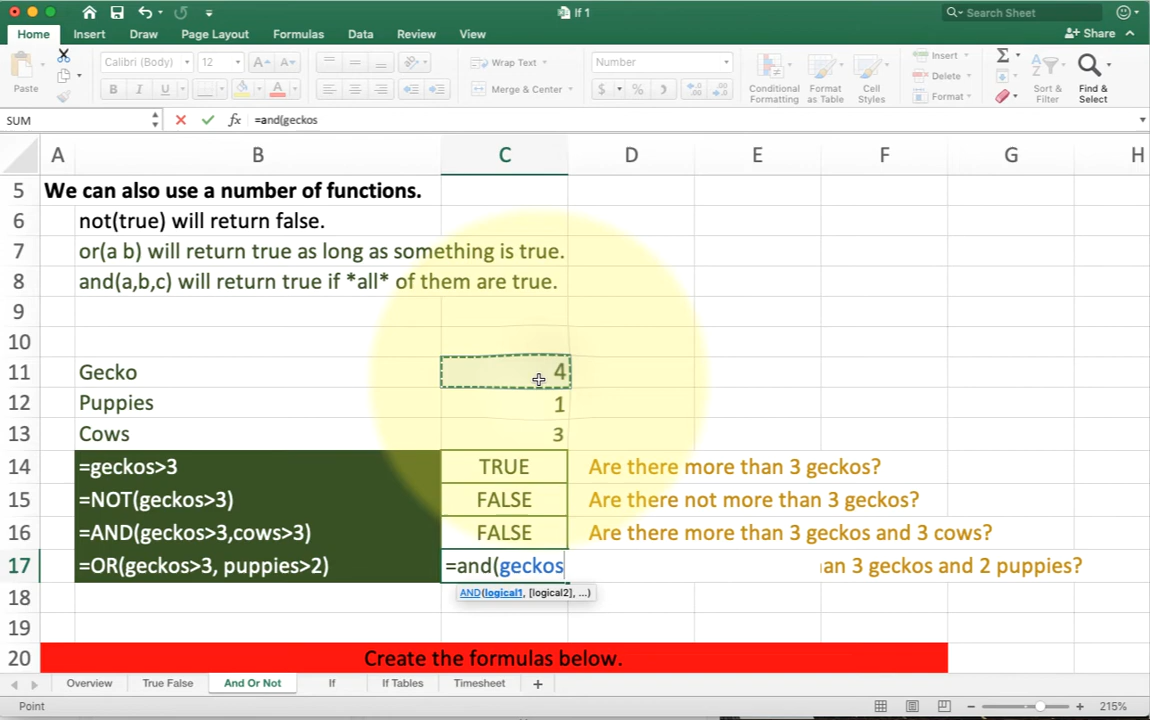 If 1
Search Sheet
Home Insert Draw Page Layout Formulas Data Review View
Share
Paste
Calibri (Body) 12
B I U
Wrap Text
Merge & Center
Number
$ %
Conditional Formatting
Format as Table
Cell Styles
Insert
Delete
Format
Sort & Filter
Find & Select
SUM fx =and(geckos
A B C D E F G H
5 We can also use a number of functions.
6 not(true) will return false.
7 or(a b) will return true as long as something is true.
8 and(a,b,c) will return true if *all* of them are true.
9
10
11 Gecko 4
12 Puppies 1
13 Cows 3
14 =geckos>3 TRUE Are there more than 3 geckos?
15 =NOT(geckos>3) FALSE Are there not more than 3 geckos?
16 =AND(geckos>3,cows>3) FALSE Are there more than 3 geckos and 3 cows?
17 =OR(geckos>3, puppies>2) =and(geckos an 3 geckos and 2 puppies?
AND(logical1, [logical2], ...)
18
19
20 Create the formulas below.
Overview True False And Or Not If If Tables Timesheet +
Point
215%